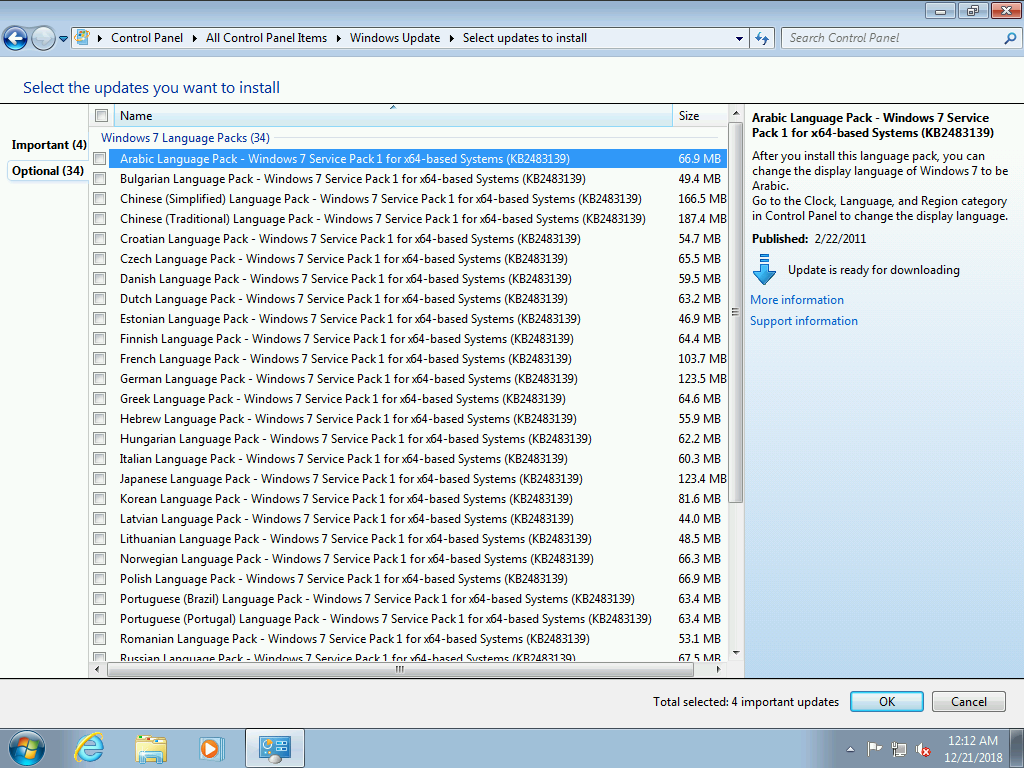 Control Panel All Control Panel Items Windows Update Select updates to install Search Control Panel
Select the updates you want to install
Important (4)
Optional (34)
Name Size
Windows 7 Language Packs (34)
Arabic Language Pack - Windows 7 Service Pack 1 for x64-based Systems (KB2483139) 66.9 MB
Bulgarian Language Pack - Windows 7 Service Pack 1 for x64-based Systems (KB2483139) 49.4 MB
Chinese (Simplified) Language Pack - Windows 7 Service Pack 1 for x64-based Systems (KB2483139) 166.5 MB
Chinese (Traditional) Language Pack - Windows 7 Service Pack 1 for x64-based Systems (KB2483139) 187.4 MB
Croatian Language Pack - Windows 7 Service Pack 1 for x64-based Systems (KB2483139) 54.7 MB
Czech Language Pack - Windows 7 Service Pack 1 for x64-based Systems (KB2483139) 65.5 MB
Danish Language Pack - Windows 7 Service Pack 1 for x64-based Systems (KB2483139) 59.5 MB
Dutch Language Pack - Windows 7 Service Pack 1 for x64-based Systems (KB2483139) 63.2 MB
Estonian Language Pack - Windows 7 Service Pack 1 for x64-based Systems (KB2483139) 46.9 MB
Finnish Language Pack - Windows 7 Service Pack 1 for x64-based Systems (KB2483139) 64.4 MB
French Language Pack - Windows 7 Service Pack 1 for x64-based Systems (KB2483139) 103.7 MB
German Language Pack - Windows 7 Service Pack 1 for x64-based Systems (KB2483139) 123.5 MB
Greek Language Pack - Windows 7 Service Pack 1 for x64-based Systems (KB2483139) 64.6 MB
Hebrew Language Pack - Windows 7 Service Pack 1 for x64-based Systems (KB2483139) 55.9 MB
Hungarian Language Pack - Windows 7 Service Pack 1 for x64-based Systems (KB2483139) 62.2 MB
Italian Language Pack - Windows 7 Service Pack 1 for x64-based Systems (KB2483139) 60.3 MB
Japanese Language Pack - Windows 7 Service Pack 1 for x64-based Systems (KB2483139) 123.4 MB
Korean Language Pack - Windows 7 Service Pack 1 for x64-based Systems (KB2483139) 81.6 MB
Latvian Language Pack - Windows 7 Service Pack 1 for x64-based Systems (KB2483139) 44.0 MB
Lithuanian Language Pack - Windows 7 Service Pack 1 for x64-based Systems (KB2483139) 48.5 MB
Norwegian Language Pack - Windows 7 Service Pack 1 for x64-based Systems (KB2483139) 66.3 MB
Polish Language Pack - Windows 7 Service Pack 1 for x64-based Systems (KB2483139) 66.9 MB
Portuguese (Brazil) Language Pack - Windows 7 Service Pack 1 for x64-based Systems (KB2483139) 63.4 MB
Portuguese (Portugal) Language Pack - Windows 7 Service Pack 1 for x64-based Systems (KB2483139) 63.4 MB
Romanian Language Pack - Windows 7 Service Pack 1 for x64-based Systems (KB2483139) 53.1 MB
Russian Language Pack - Windows 7 Service Pack 1 for x64-based Systems (KB2483139) 67.5 MB
Arabic Language Pack - Windows 7 Service
Pack 1 for x64-based Systems (KB2483139)
After you install this language pack, you can
change the display language of Windows 7 to be
Arabic.
Go to the Clock, Language, and Region category
in Control Panel to change the display language.
Published: 2/22/2011
Update is ready for downloading
More information
Support information
Total selected: 4 important updates OK Cancel
12:12 AM
12/21/2018